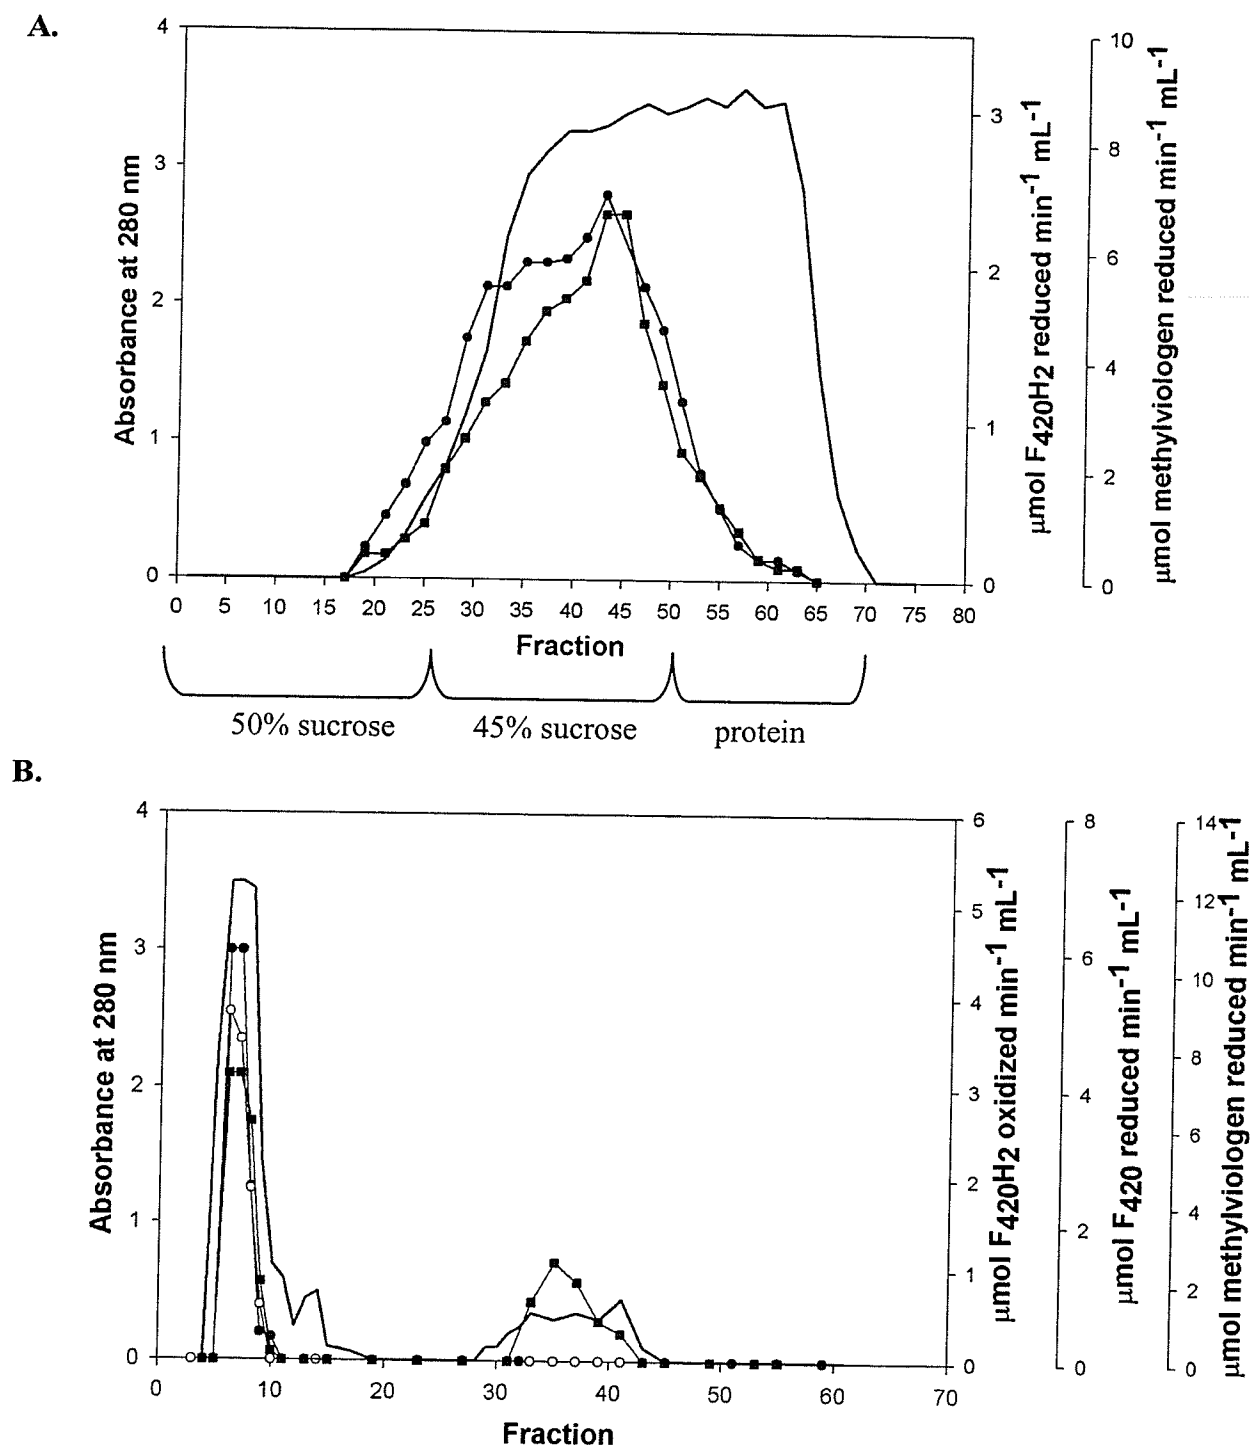 A.
Absorbance at 280 nm
4
3
2
1
0
0 5 10 15 20 25 30 35 40 45 50 55 60 65 70 75 80
Fraction
3
2
1
0
µmol F420H2 reduced min-1 mL-1
10
8
6
4
2
0
µmol methylviologen reduced min-1 mL-1
50% sucrose 45% sucrose protein
B.
Absorbance at 280 nm
4
3
2
1
0
0 10 20 30 40 50 60 70
Fraction
6
5
4
3
2
1
0
µmol F420H2 oxidized min-1 mL-1
8
6
4
2
0
µmol F420 reduced min-1 mL-1
14
12
10
8
6
4
2
0
µmol methylviologen reduced min-1 mL-1